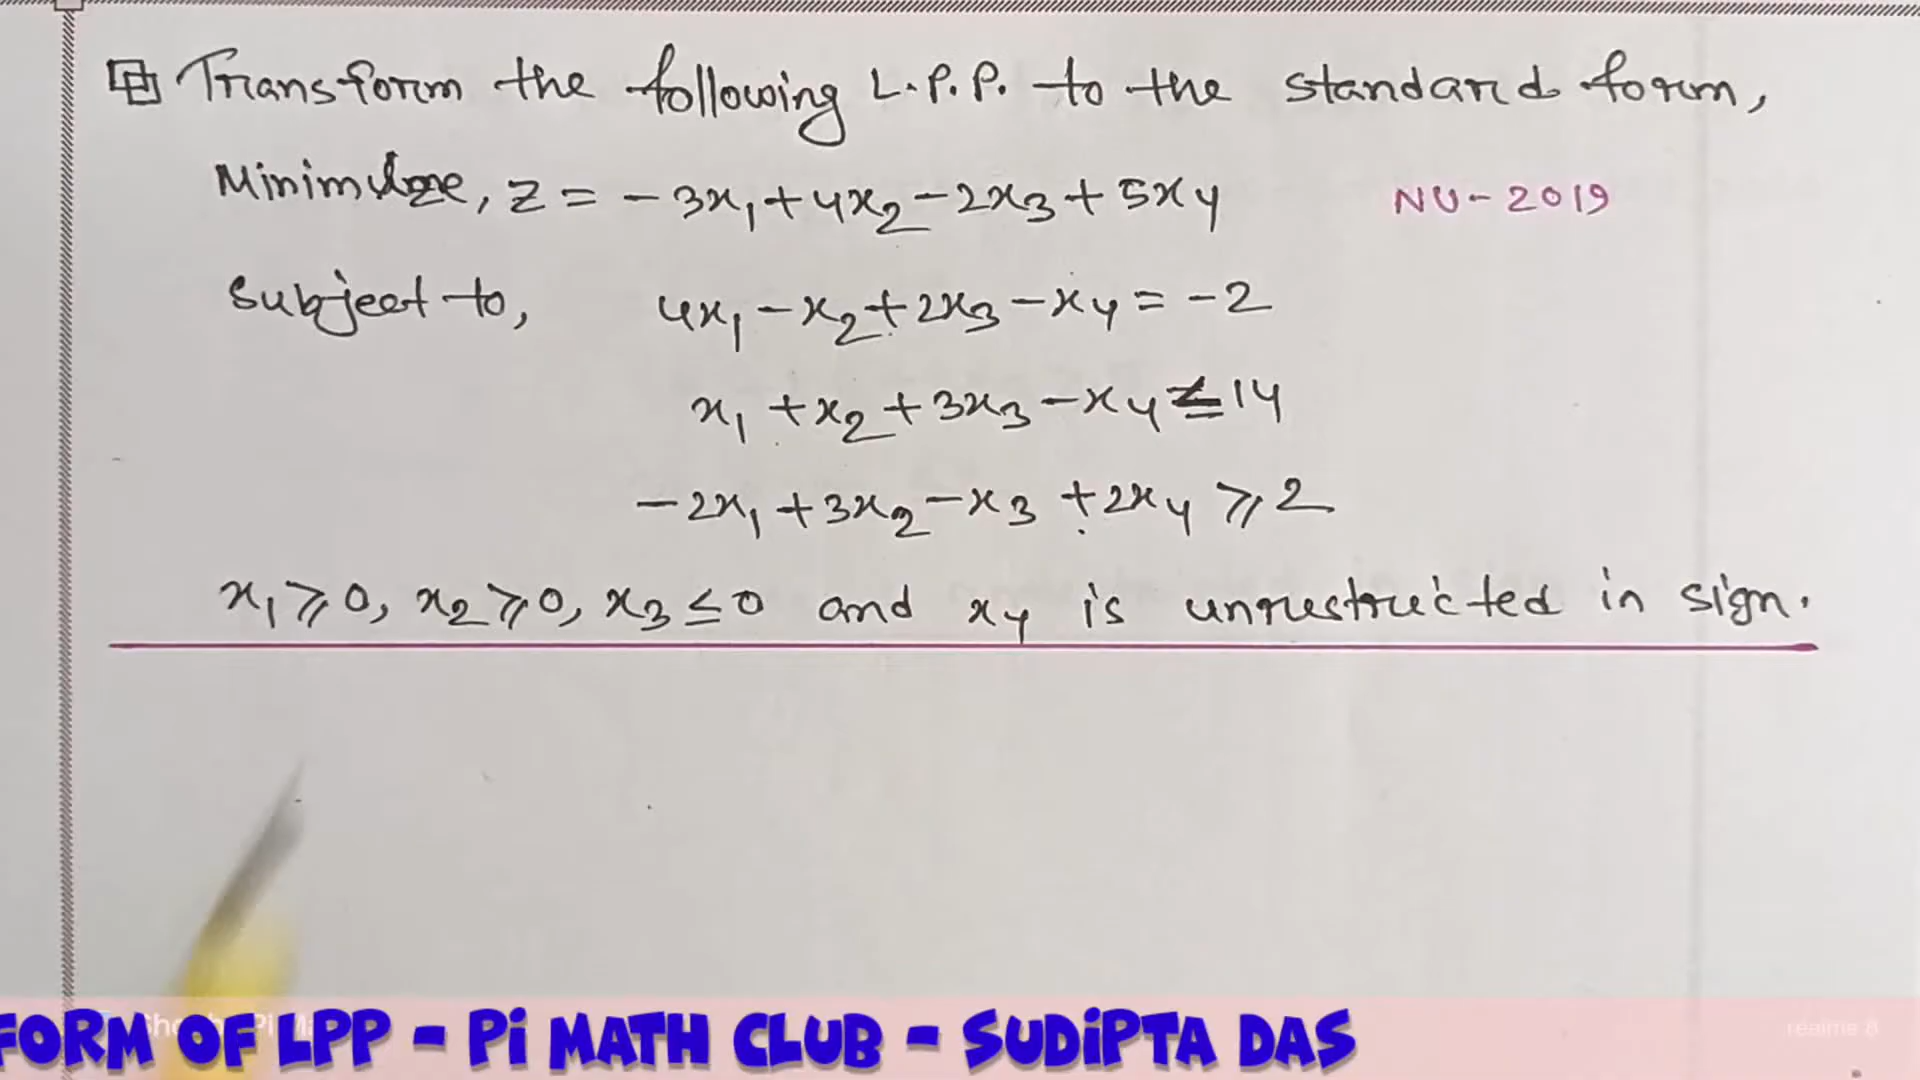 Transform the following L.P.P. to the standard form,
Minimize, z = -3x₁ + 4x₂ - 2x₃ + 5x₄ NU-2019
Subject to, 4x₁ - x₂ + 2x₃ - x₄ = -2
x₁ + x₂ + 3x₃ - x₄ ≤ 14
-2x₁ + 3x₂ - x₃ + 2x₄ ≥ 2
x₁ ≥ 0, x₂ ≥ 0, x₃ ≤ 0 and x₄ is unrestricted in sign.
FORM OF LPP - Pi MATH CLUB - SUDiPTA DAS
realme 8